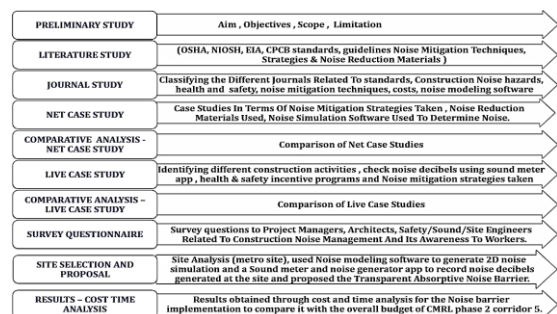 PRELIMINARY STUDY
Aim , Objectives , Scope , Limitation
LITERATURE STUDY
(OSHA, NIOSH, EIA, CPCB standards, guidelines Noise Mitigation Techniques,
Strategies & Noise Reduction Materials )
JOURNAL STUDY
Classifying the Different Journals Related To standards, Construction Noise hazards,
health and safety, noise mitigation techniques, costs, noise modeling software
NET CASE STUDY
Case Studies In Terms Of Noise Mitigation Strategies Taken , Noise Reduction
Materials Used, Noise Simulation Software Used To Determine Noise.
COMPARATIVE ANALYSIS -
NET CASE STUDY
Comparison of Net Case Studies
LIVE CASE STUDY
Identifying different construction activities , check noise decibels using sound meter
app , health & safety incentive programs and Noise mitigation strategies taken
COMPARATIVE ANALYSIS –
LIVE CASE STUDY
Comparison of Live Case Studies
SURVEY QUESTIONNAIRE
Survey questions to Project Managers, Architects, Safety/Sound/Site Engineers
Related To Construction Noise Management And Its Awareness To Workers.
SITE SELECTION AND
PROPOSAL
Site Analysis (metro site), used Noise modeling software to generate 2D noise
simulation and a Sound meter and noise generator app to record noise decibels
generated at the site and proposed the Transparent Absorptive Noise Barrier.
RESULTS – COST TIME
ANALYSIS
Results obtained through cost and time analysis for the Noise barrier
implementation to compare it with the overall budget of CMRL phase 2 corridor 5.